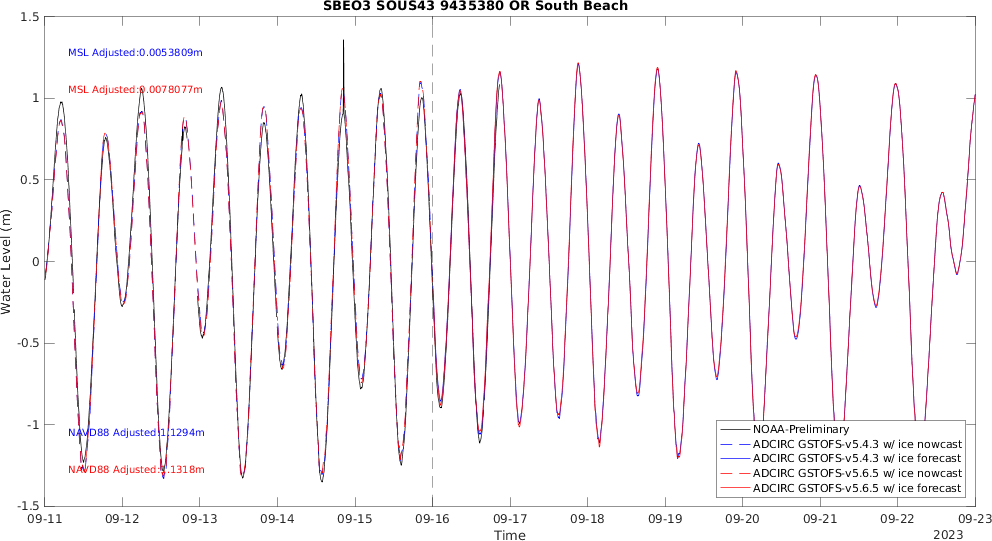 SBEO3 SOUS43 9435380 OR South Beach
MSL Adjusted:0.0053809m
MSL Adjusted:0.0078077m
NAVD88 Adjusted:1.1294m
NAVD88 Adjusted:1.1318m
Water Level (m)
1.5
1
0.5
0
-0.5
-1
-1.5
NOAA-Preliminary
ADCIRC GSTOFS-v5.4.3 w/ ice nowcast
ADCIRC GSTOFS-v5.4.3 w/ ice forecast
ADCIRC GSTOFS-v5.6.5 w/ ice nowcast
ADCIRC GSTOFS-v5.6.5 w/ ice forecast
09-11 09-12 09-13 09-14 09-15 09-16 09-17 09-18 09-19 09-20 09-21 09-22 09-23
Time
2023